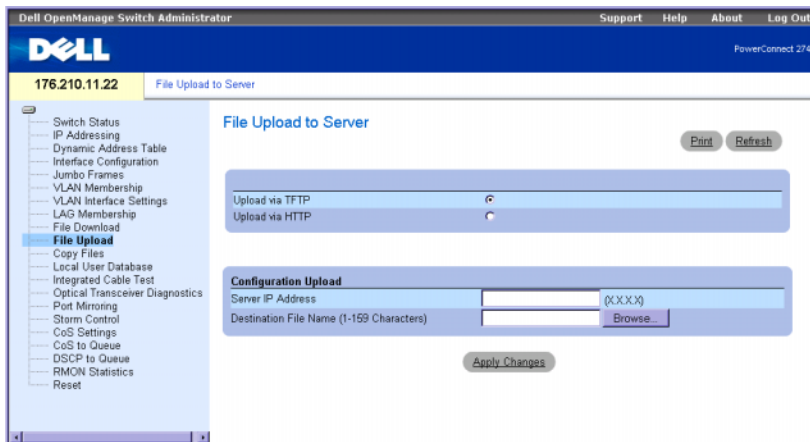 Dell OpenManage Switch Administrator
Support Help About Log Out
DELL
PowerConnect 274
176.210.11.22
File Upload to Server
Switch Status
IP Addressing
Dynamic Address Table
Interface Configuration
Jumbo Frames
VLAN Membership
VLAN Interface Settings
LAG Membership
File Download
File Upload
Copy Files
Local User Database
Integrated Cable Test
Optical Transceiver Diagnostics
Port Mirroring
Storm Control
CoS Settings
CoS to Queue
DSCP to Queue
RMON Statistics
Reset
File Upload to Server
Print Refresh
Upload via TFTP
Upload via HTTP
Configuration Upload
Server IP Address (X.X.X.X)
Destination File Name (1-159 Characters) Browse...
Apply Changes